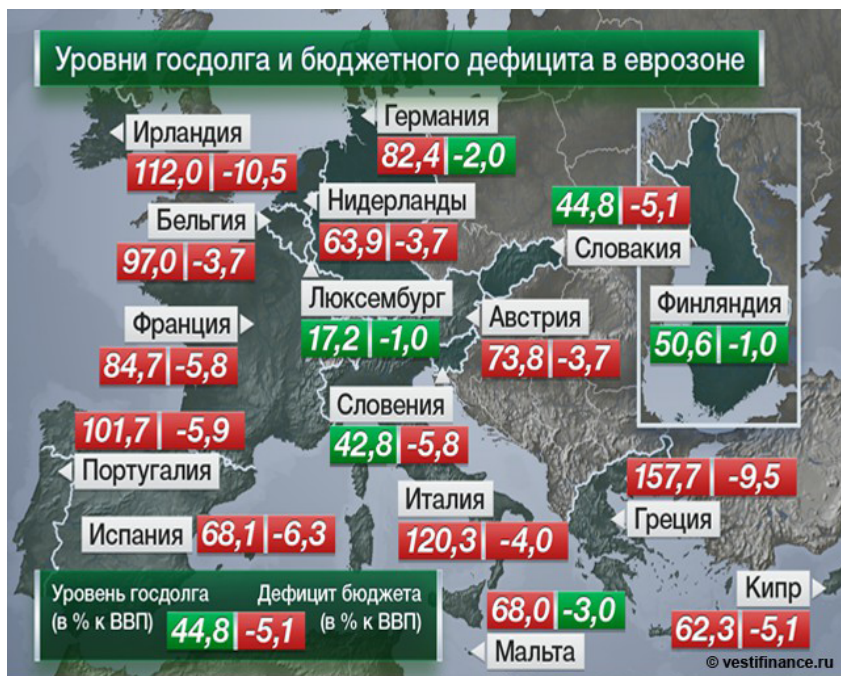 Уровни госдолга и бюджетного дефицита в еврозоне
Германия
82,4 -2,0
Ирландия
112,0 -10,5
Нидерланды
63,9 -3,7
Бельгия
97,0 -3,7
44,8 -5,1
Словакия
Люксембург
17,2 -1,0
Финляндия
50,6 -1,0
Франция
84,7 -5,8
Австрия
73,8 -3,7
Словения
42,8 -5,8
101,7 -5,9
Португалия
157,7 -9,5
Греция
Италия
120,3 -4,0
Испания 68,1 -6,3
Кипр
62,3 -5,1
68,0 -3,0
Мальта
Уровень госдолга
(в % к ВВП)
44,8 -5,1
Дефицит бюджета
(в % к ВВП)
© vestifinance.ru